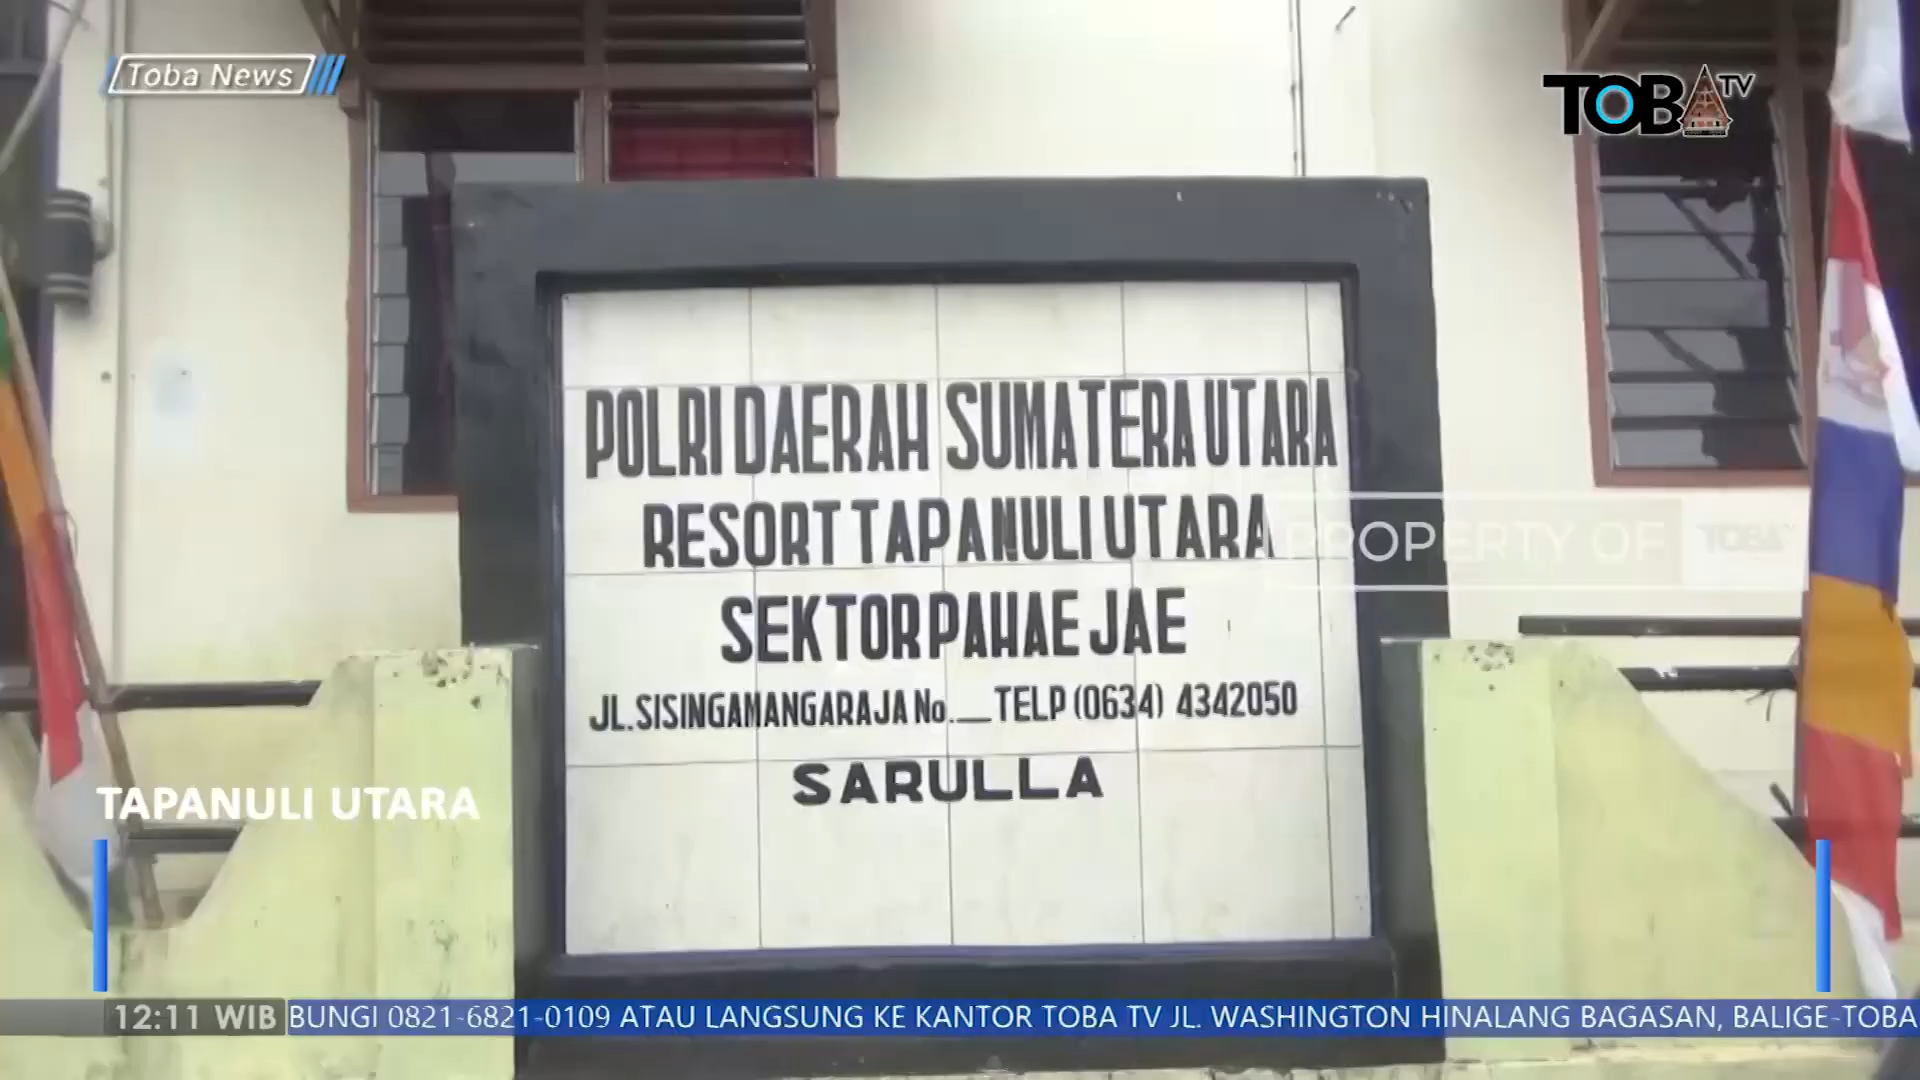 Toba News
TOBA TV
POLRI DAERAH SUMATERA UTARA
RESORT TAPANULI UTARA
PROPERTY OF TOBA TV
SEKTOR PAHAE JAE
JL. SISINGAMANGARAJA No.__ TELP (0634) 4342050
SARULLA
TAPANULI UTARA
12:11 WIB BUNGI 0821-6821-0109 ATAU LANGSUNG KE KANTOR TOBA TV JL. WASHINGTON HINALANG BAGASAN, BALIGE-TOBA